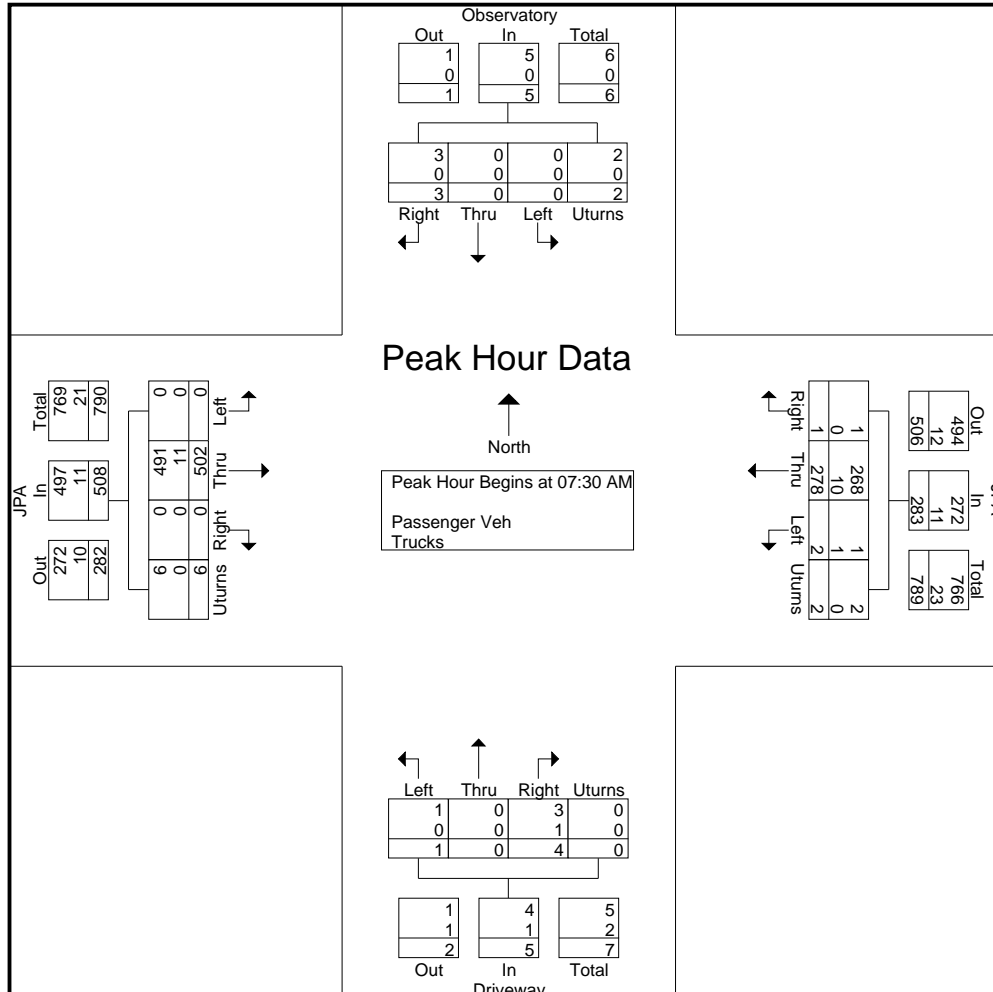 Observatory
Out In Total
1 5 6
0 0 0
1 5 6
3 0 0 2
0 0 0 0
3 0 0 2
Right Thru Left Uturns
Peak Hour Data
North
Peak Hour Begins at 07:30 AM
Passenger Veh
Trucks
JPA
Total In Out
769 497 272
21 11 10
790 508 282
0 491 0 6
0 11 0 0
0 502 0 6
Left Thru Right Uturns
Out In Total
494 272 766
12 11 23
506 283 789
1 268 1 2
0 10 1 0
1 278 2 2
Right Thru Left Uturns
Left Thru Right Uturns
1 0 3 0
0 0 1 0
1 0 4 0
1 4 5
1 1 2
2 5 7
Out In Total
Driveway